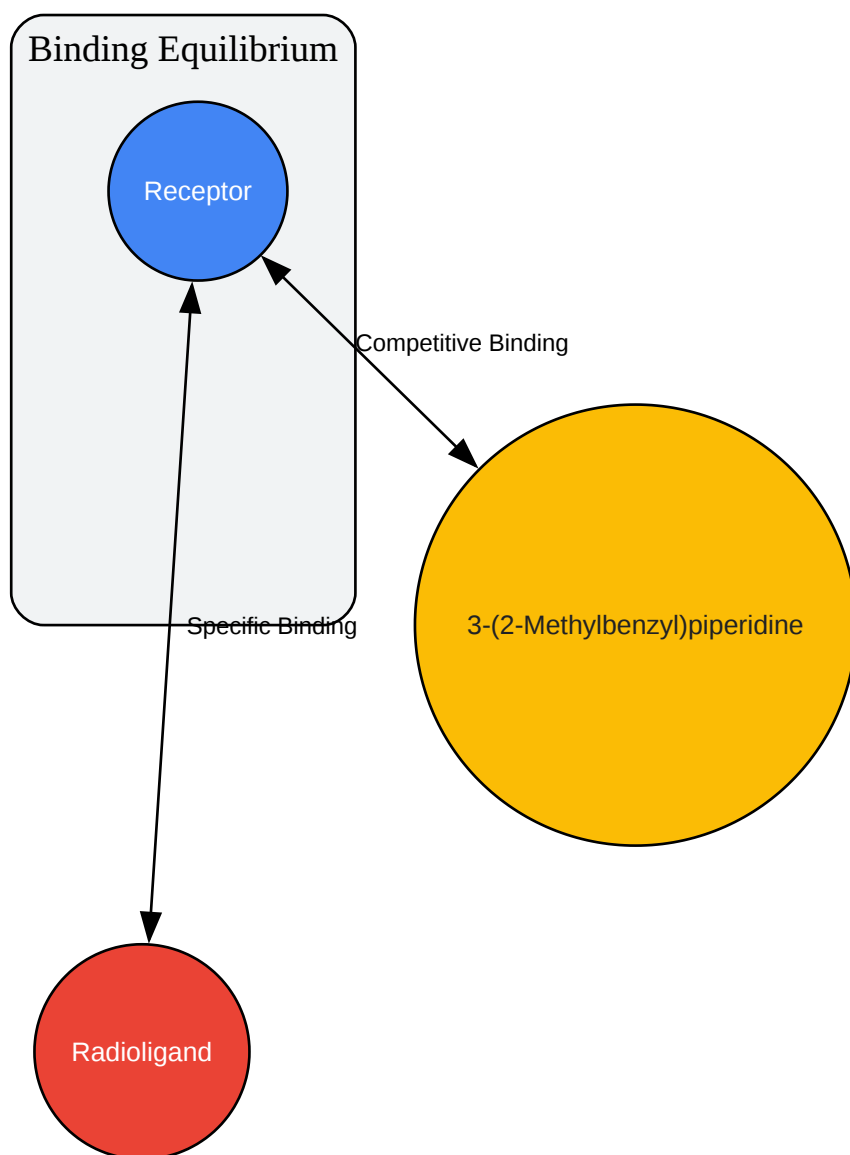 Binding Equilibrium
Receptor
Competitive Binding
Specific Binding
3-(2-Methylbenzyl)piperidine
Radioligand